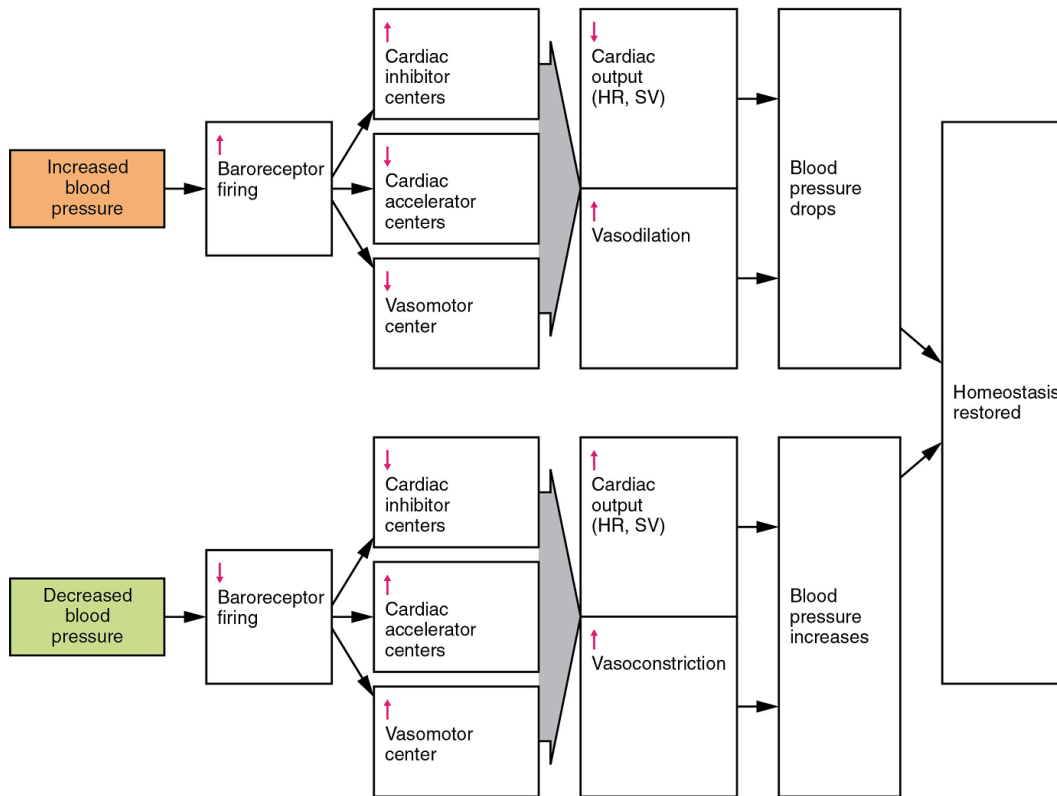 Increased
blood
pressure
↑
Baroreceptor
firing
↑
Cardiac
inhibitor
centers
↓
Cardiac
accelerator
centers
↓
Vasomotor
center
↓
Cardiac
output
(HR, SV)
↑
Vasodilation
Blood
pressure
drops
Homeostasis
restored
Decreased
blood
pressure
↓
Baroreceptor
firing
↓
Cardiac
inhibitor
centers
↑
Cardiac
accelerator
centers
↑
Vasomotor
center
↑
Cardiac
output
(HR, SV)
↑
Vasoconstriction
Blood
pressure
increases